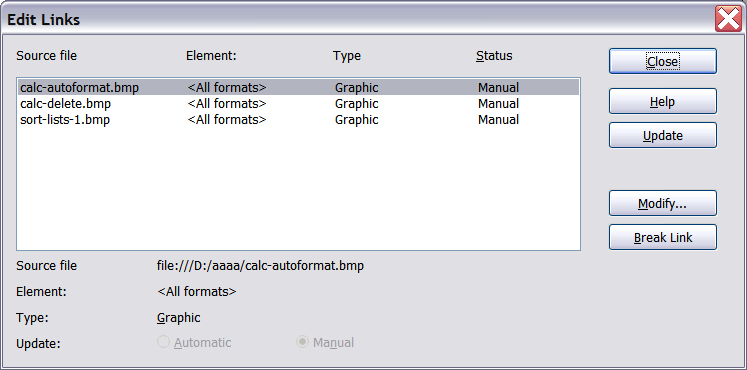 Edit Links
Source file Element: Type Status
Close
calc-autoformat.bmp <All formats> Graphic Manual
calc-delete.bmp <All formats> Graphic Manual
sort-lists-1.bmp <All formats> Graphic Manual
Help
Update
Modify...
Break Link
Source file file:///D:/aaaa/calc-autoformat.bmp
Element: <All formats>
Type: Graphic
Update: Automatic Manual